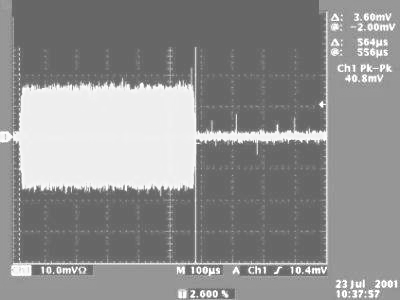 Δ: 3.60mV
@: -2.00mV
Δ: 564µs
@: 556µs
Ch1 Pk-Pk
40.8mV
1
Ch1 10.0mVΩ M 100µs A Ch1 ∫ 10.4mV
23 Jul 2001
10:37:57
2.600 %